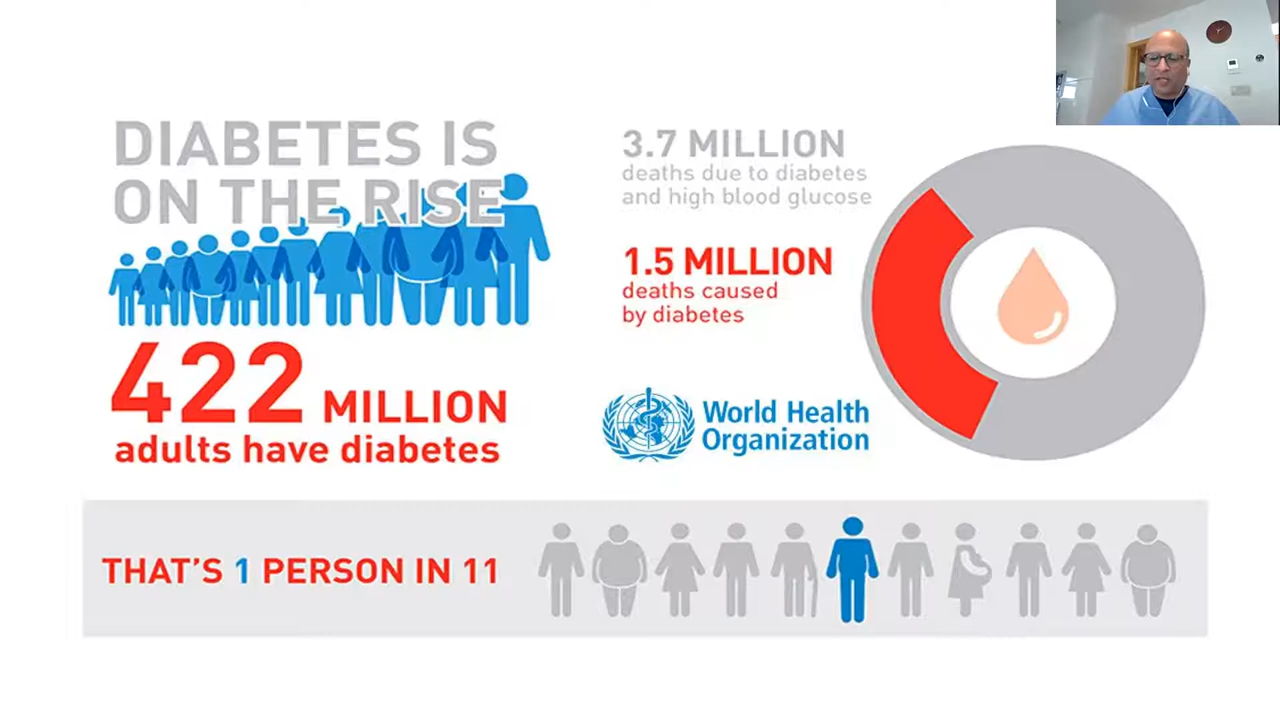 DIABETES IS
ON THE RISE
422 MILLION
adults have diabetes
3.7 MILLION
deaths due to diabetes
and high blood glucose
1.5 MILLION
deaths caused
by diabetes
World Health
Organization
THAT'S 1 PERSON IN 11